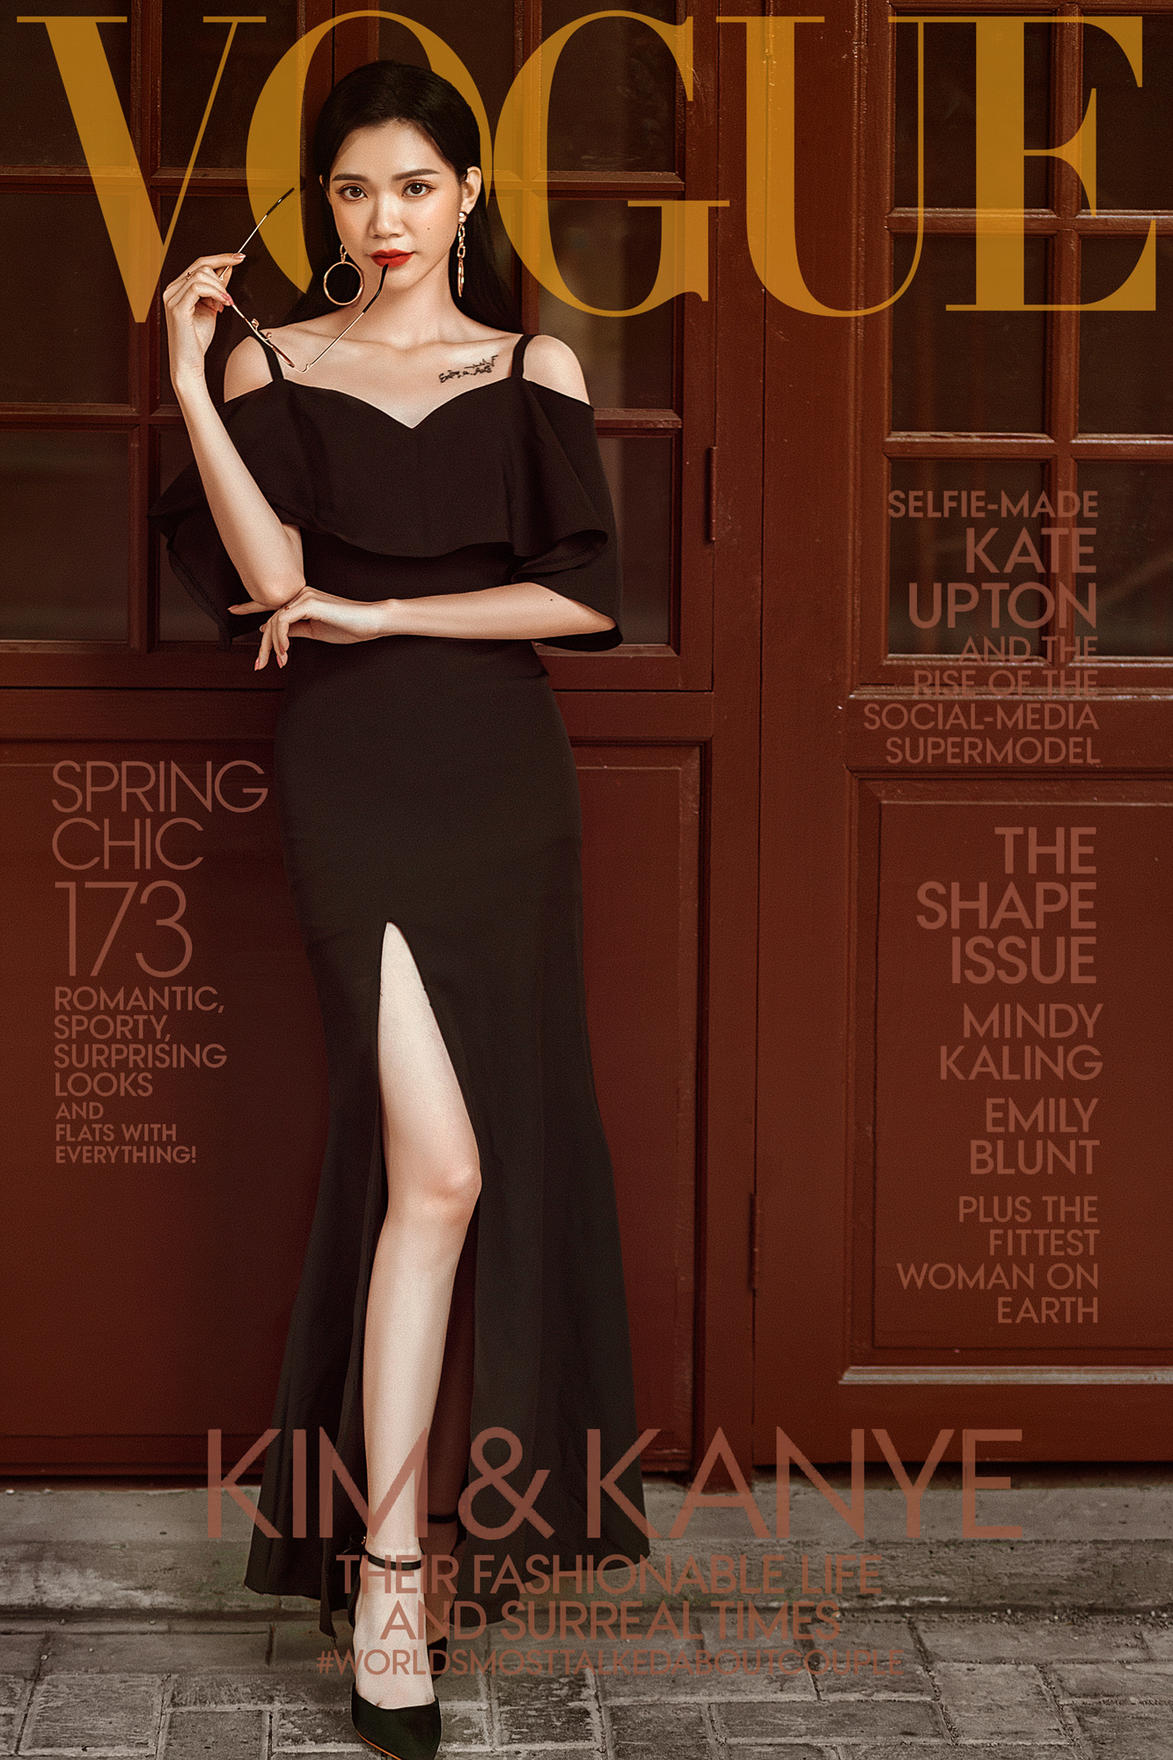 VOGUE
SELFIE-MADE
KATE
UPTON
AND THE
RISE OF THE
SOCIAL-MEDIA
SUPERMODEL
SPRING
CHIC
173
ROMANTIC,
SPORTY,
SURPRISING
LOOKS
AND
FLATS WITH
EVERYTHING!
THE
SHAPE
ISSUE
MINDY
KALING
EMILY
BLUNT
PLUS THE
FITTEST
WOMAN ON
EARTH
KIM & KANYE
THEIR FASHIONABLE LIFE
AND SURREAL TIMES
#WORLDSMOSTTALKEDABOUTCOUPLE